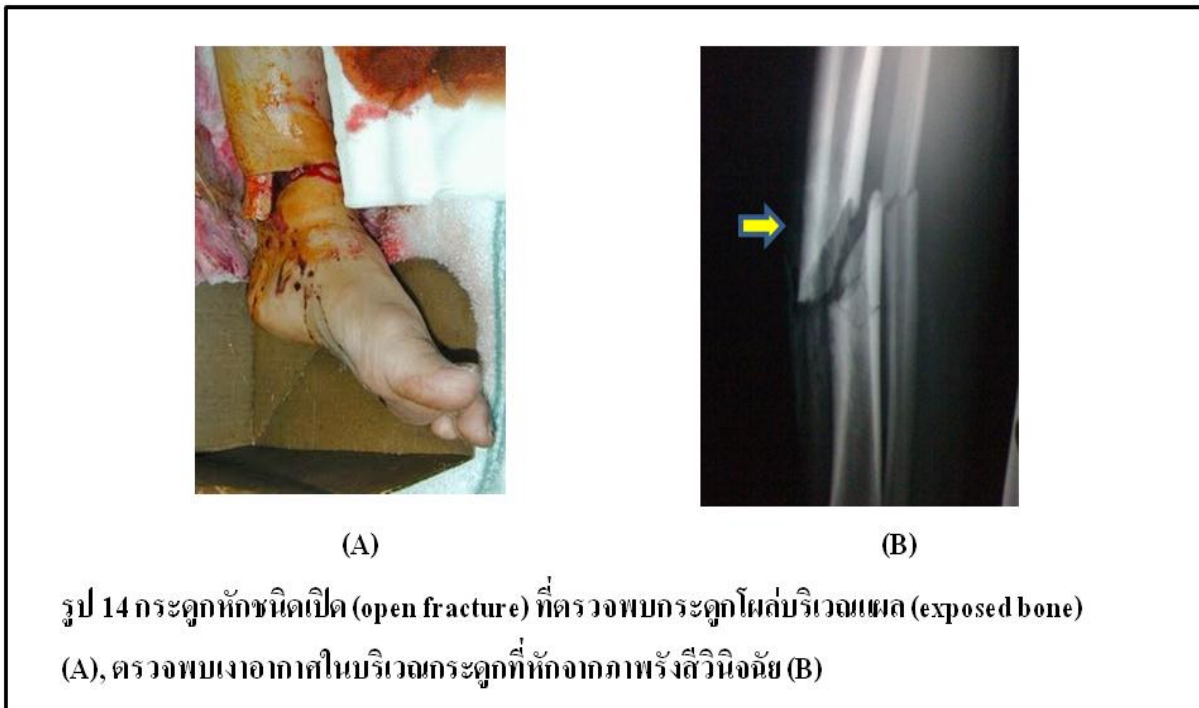 (A)
(B)
รูป 14 กระดูกหักชนิดเปิด (open fracture) ที่ตรวจพบกระดูกโผล่บริเวณแผล (exposed bone)
(A), ตรวจพบเงาอากาศในบริเวณกระดูกที่หักจากภาพรังสีวินิจฉัย (B)